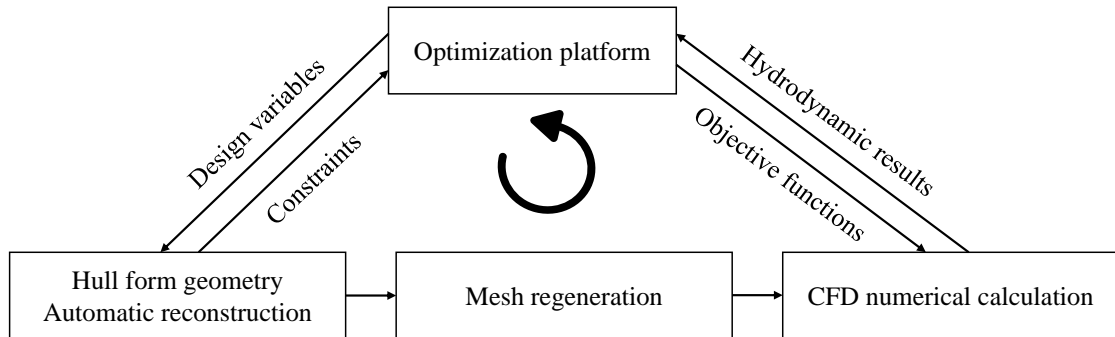 Optimization platform
Design variables
Constraints
Hydrodynamic results
Objective functions
Hull form geometry
Automatic reconstruction
Mesh regeneration
CFD numerical calculation